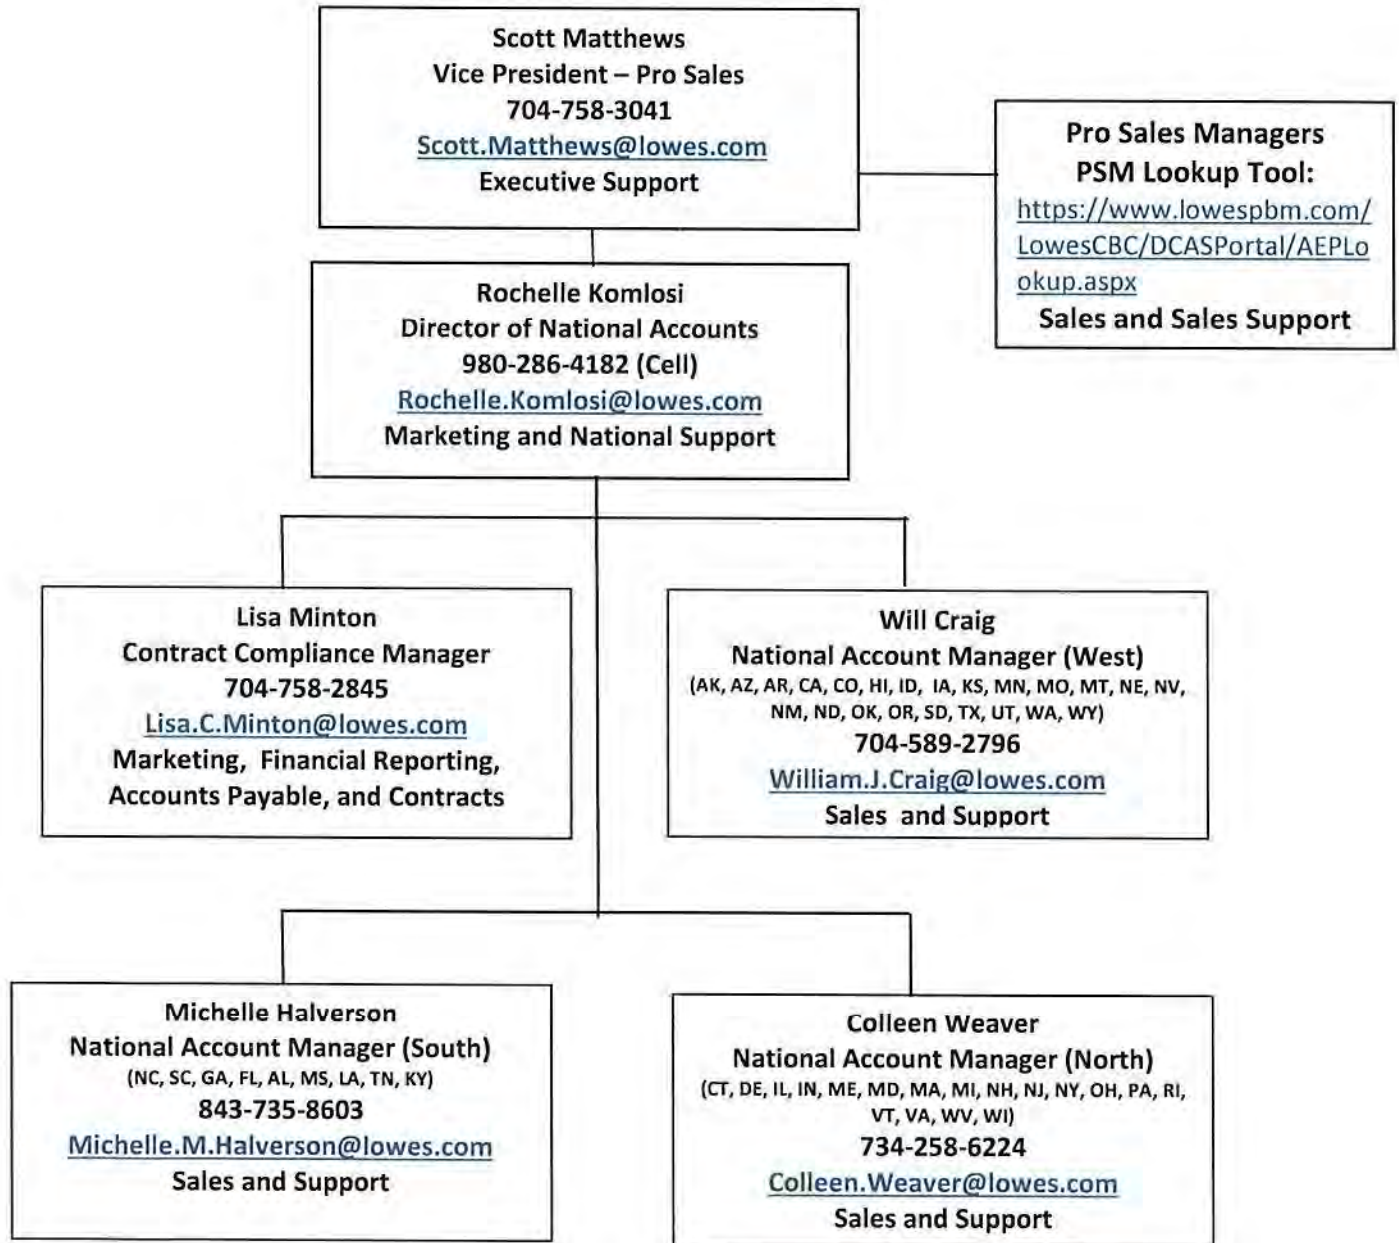 Scott Matthews
Vice President – Pro Sales
704-758-3041
Scott.Matthews@lowes.com
Executive Support
Pro Sales Managers
PSM Lookup Tool:
https://www.lowespbm.com/
LowesCBC/DCASPortal/AEPLo
okup.aspx
Sales and Sales Support
Rochelle Komlosi
Director of National Accounts
980-286-4182 (Cell)
Rochelle.Komlosi@lowes.com
Marketing and National Support
Lisa Minton
Contract Compliance Manager
704-758-2845
Lisa.C.Minton@lowes.com
Marketing, Financial Reporting,
Accounts Payable, and Contracts
Will Craig
National Account Manager (West)
(AK, AZ, AR, CA, CO, HI, ID, IA, KS, MN, MO, MT, NE, NV,
NM, ND, OK, OR, SD, TX, UT, WA, WY)
704-589-2796
William.J.Craig@lowes.com
Sales and Support
Michelle Halverson
National Account Manager (South)
(NC, SC, GA, FL, AL, MS, LA, TN, KY)
843-735-8603
Michelle.M.Halverson@lowes.com
Sales and Support
Colleen Weaver
National Account Manager (North)
(CT, DE, IL, IN, ME, MD, MA, MI, NH, NJ, NY, OH, PA, RI,
VT, VA, WV, WI)
734-258-6224
Colleen.Weaver@lowes.com
Sales and Support